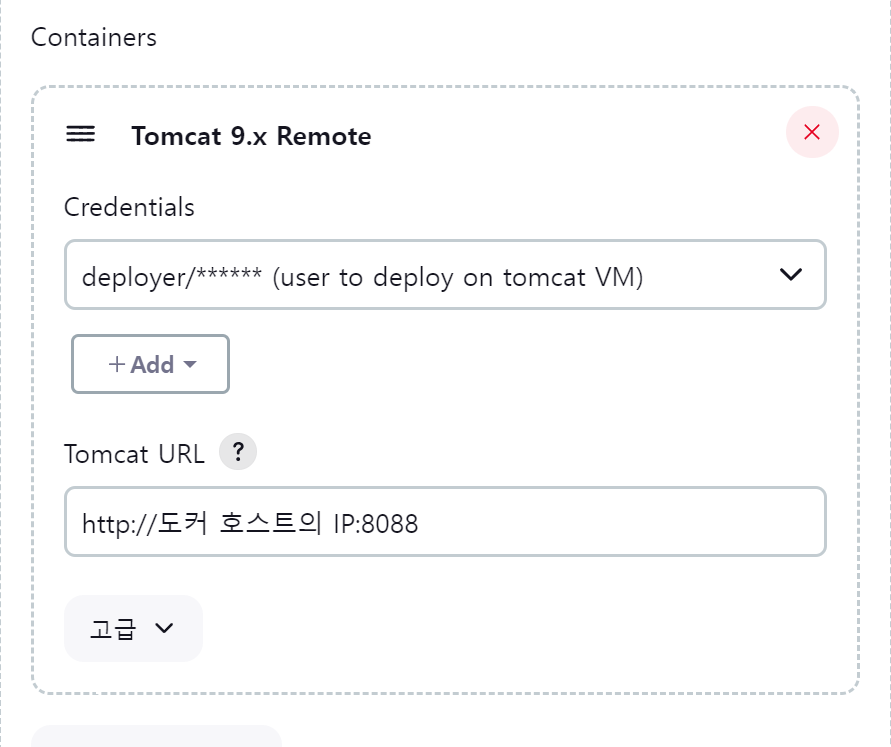 Containers
Tomcat 9.x Remote
Credentials
deployer/****** (user to deploy on tomcat VM)
+Add
Tomcat URL ?
http://도커 호스트의 IP:8088
고급